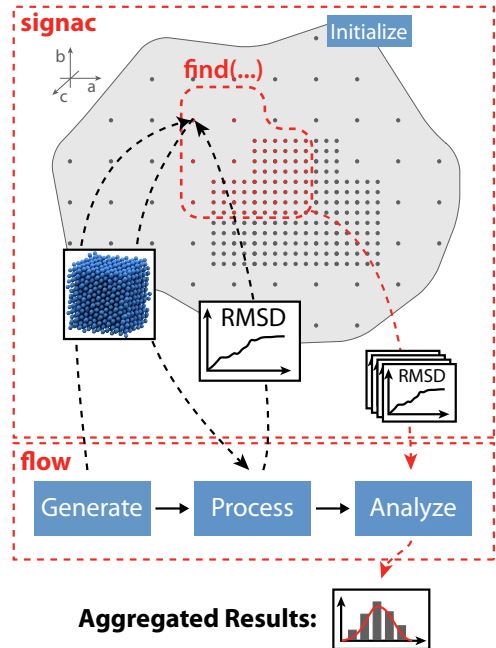 signac
Initialize
b
a
c
find(...)
RMSD
RMSD
flow
Generate
Process
Analyze
Aggregated Results: